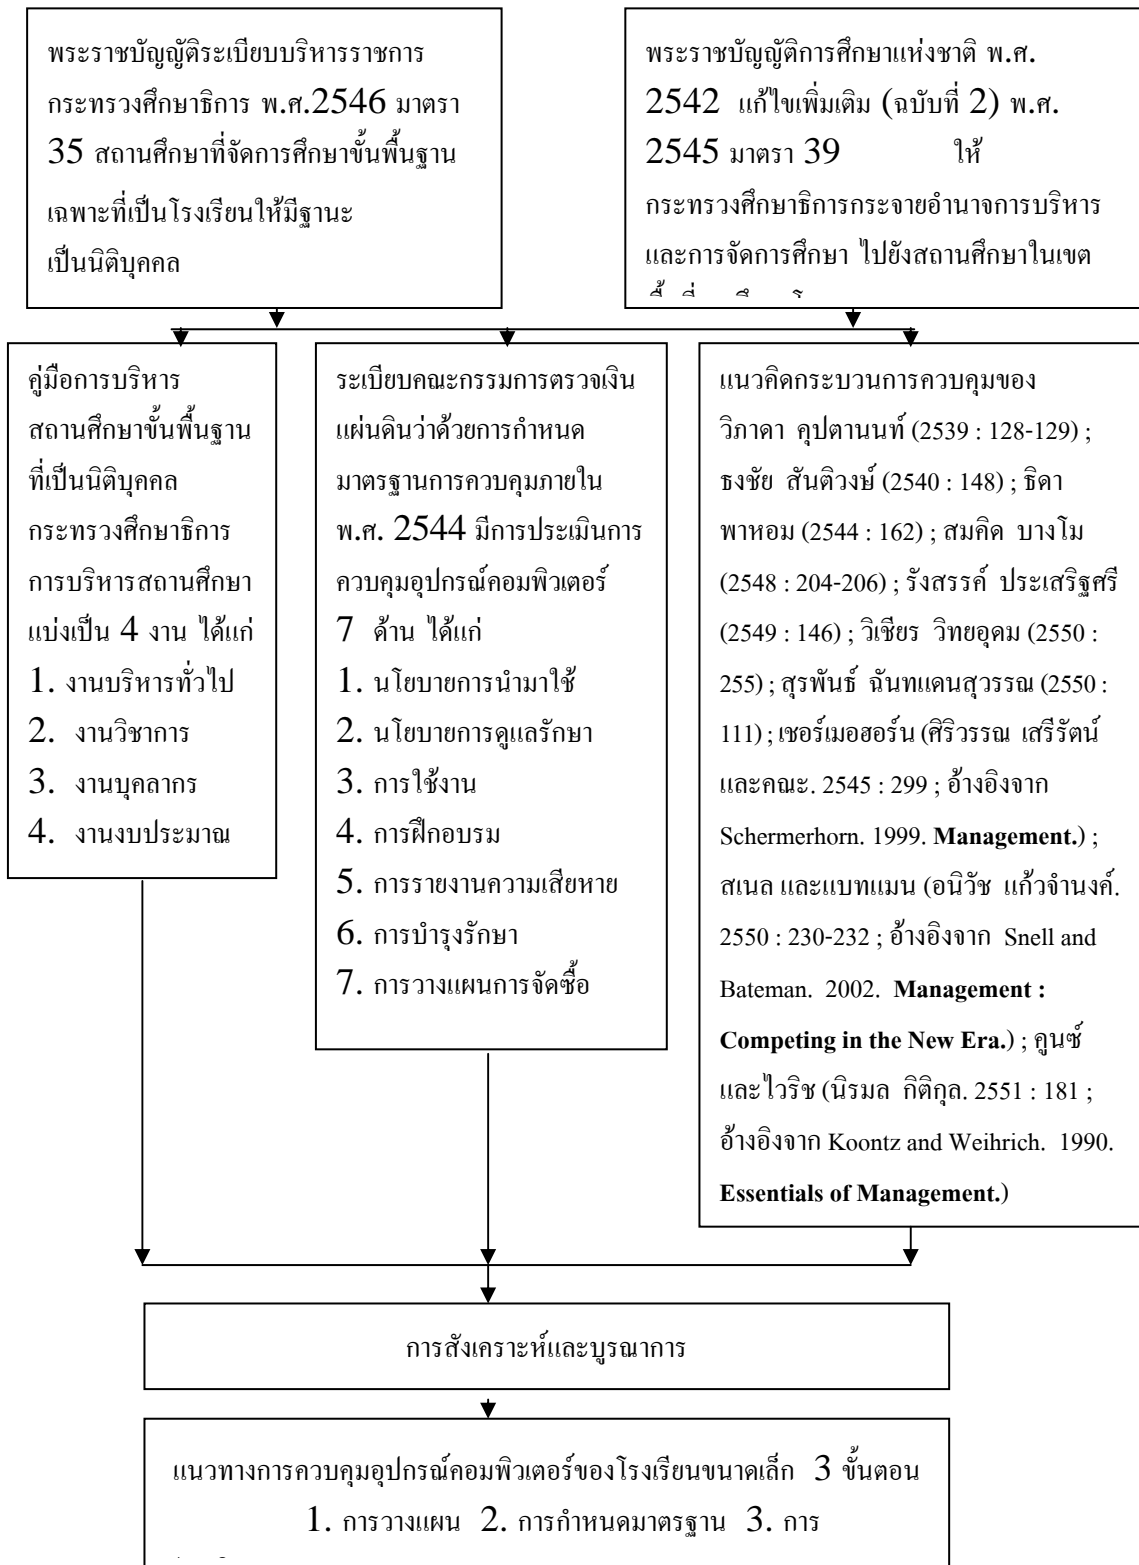 พระราชบัญญัติระเบียบบริหารราชการ
กระทรวงศึกษาธิการ พ.ศ.2546 มาตรา
35 สถานศึกษาที่จัดการศึกษาขั้นพื้นฐาน
เฉพาะที่เป็นโรงเรียนให้มีฐานะ
เป็นนิติบุคคล
พระราชบัญญัติการศึกษาแห่งชาติ พ.ศ.
2542 แก้ไขเพิ่มเติม (ฉบับที่ 2) พ.ศ.
2545 มาตรา 39 ให้
กระทรวงศึกษาธิการกระจายอำนาจการบริหาร
และการจัดการศึกษา ไปยังสถานศึกษาในเขต
คู่มือการบริหาร
สถานศึกษาขั้นพื้นฐาน
ที่เป็นนิติบุคคล
กระทรวงศึกษาธิการ
การบริหารสถานศึกษา
แบ่งเป็น 4 งาน ได้แก่
1. งานบริหารทั่วไป
2. งานวิชาการ
3. งานบุคลากร
4. งานงบประมาณ
ระเบียบคณะกรรมการตรวจเงิน
แผ่นดินว่าด้วยการกำหนด
มาตรฐานการควบคุมภายใน
พ.ศ. 2544 มีการประเมินการ
ควบคุมอุปกรณ์คอมพิวเตอร์
7 ด้าน ได้แก่
1. นโยบายการนำมาใช้
2. นโยบายการดูแลรักษา
3. การใช้งาน
4. การฝึกอบรม
5. การรายงานความเสียหาย
6. การบำรุงรักษา
7. การวางแผนการจัดซื้อ
แนวคิดกระบวนการควบคุมของ
วิภาดา คุปตานนท์ (2539 : 128-129) ;
ธงชัย สันติวงษ์ (2540 : 148) ; ธิดา
พาหอม (2544 : 162) ; สมคิด บางโม
(2548 : 204-206) ; รังสรรค์ ประเสริฐศรี
(2549 : 146) ; วิเชียร วิทยอุดม (2550 :
255) ; สุรพันธ์ ฉันทแดนสุวรรณ (2550 :
111) ; เชอร์เมอฮอร์น (ศิริวรรณ เสรีรัตน์
และคณะ. 2545 : 299 ; อ้างอิงจาก
Schermerhorn. 1999. Management.) ;
สเนล และแบทแมน (อนิวัช แก้วจำนงค์.
2550 : 230-232 ; อ้างอิงจาก Snell and
Bateman. 2002. Management :
Competing in the New Era.) ; คูนซ์
และไวริช (นิรมล กิติกุล. 2551 : 181 ;
อ้างอิงจาก Koontz and Weihrich. 1990.
Essentials of Management.)
การสังเคราะห์และบูรณาการ
แนวทางการควบคุมอุปกรณ์คอมพิวเตอร์ของโรงเรียนขนาดเล็ก 3 ขั้นตอน
1. การวางแผน 2. การกำหนดมาตรฐาน 3. การ